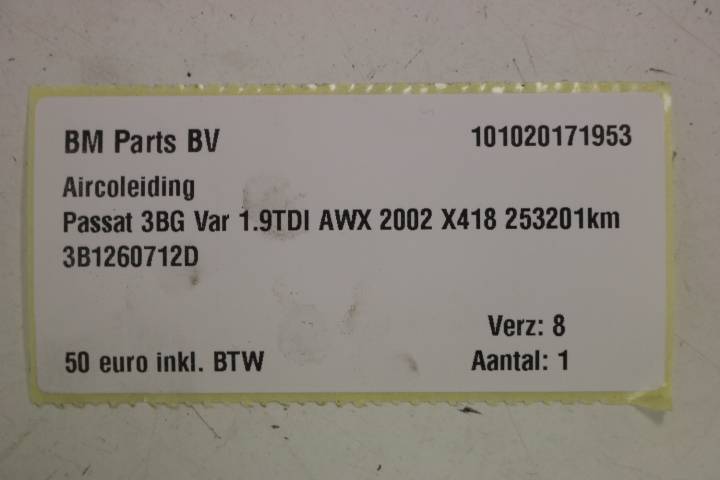 BM Parts BV 101020171953
Aircoleiding
Passat 3BG Var 1.9TDI AWX 2002 X418 253201km
3B1260712D
Verz: 8
50 euro inkl. BTW Aantal: 1